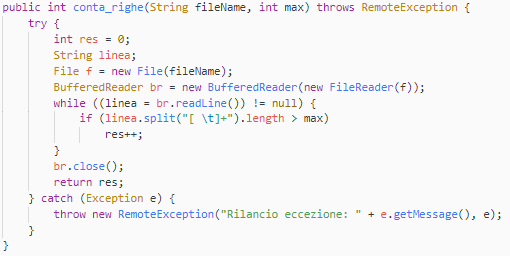 public int conta_righe(String fileName, int max) throws RemoteException {
    try {
        int res = 0;
        String linea;
        File f = new File(fileName);
        BufferedReader br = new BufferedReader(new FileReader(f));
        while ((linea = br.readLine()) != null) {
            if (linea.split("[ \t]+").length > max)
                res++;
        }
        br.close();
        return res;
    } catch (Exception e) {
        throw new RemoteException("Rilancio eccezione: " + e.getMessage(), e);
    }
}